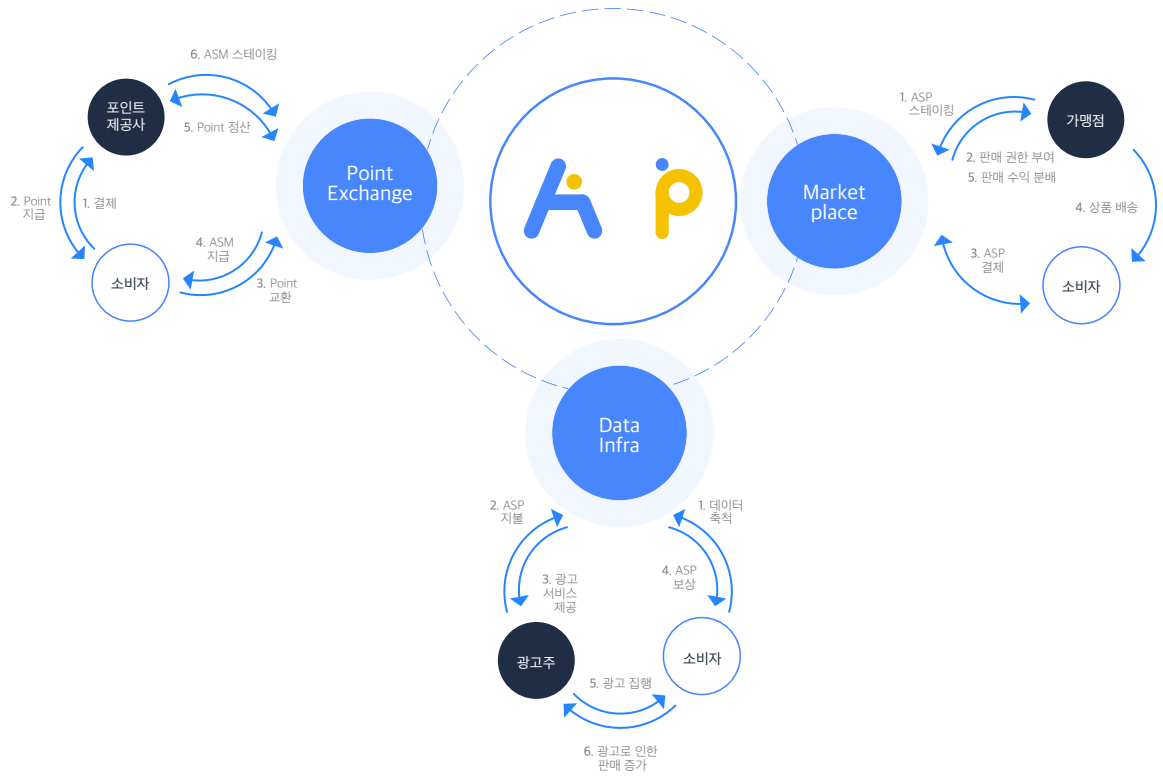 6. ASM 스테이킹
포인트
제공사
5. Point 정산
2. Point
지급
1. 결제
4. ASM
지급
3. Point
교환
소비자
Point
Exchange
A p
Market
place
1. ASP
스테이킹
가맹점
2. 판매 권한 부여
5. 판매 수익 분배
4. 상품 배송
3. ASP
결제
소비자
Data
Infra
2. ASP
지불
1. 데이터
축척
3. 광고
서비스
제공
4. ASP
보상
광고주
소비자
5. 광고 집행
6. 광고로 인한
판매 증가